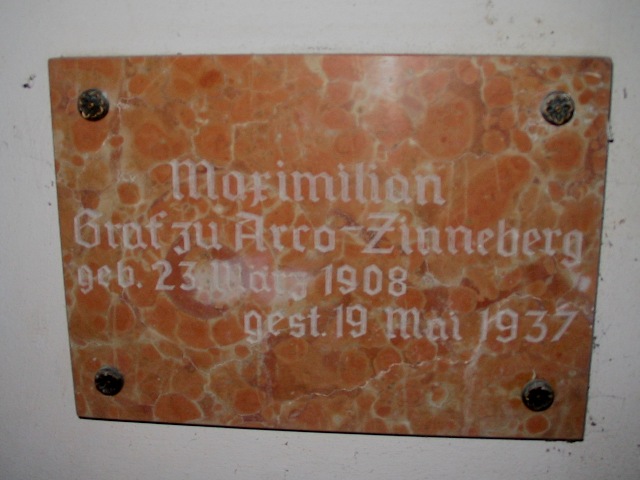 Maximilian
Graf zu Arco-Zinneberg
geb. 23. März 1908
gest. 19 Mai 1937